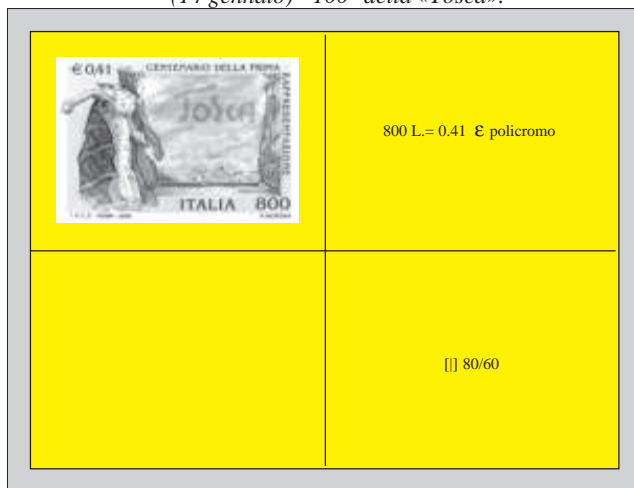 (14 gennaio) - 100° della «Tosca».
€ 0,41 CENTENARIO DELLA PRIMA
RAPPRESENTAZIONE
Tosca
ITALIA 800
800 L.= 0.41 ε policromo
[|] 80/60